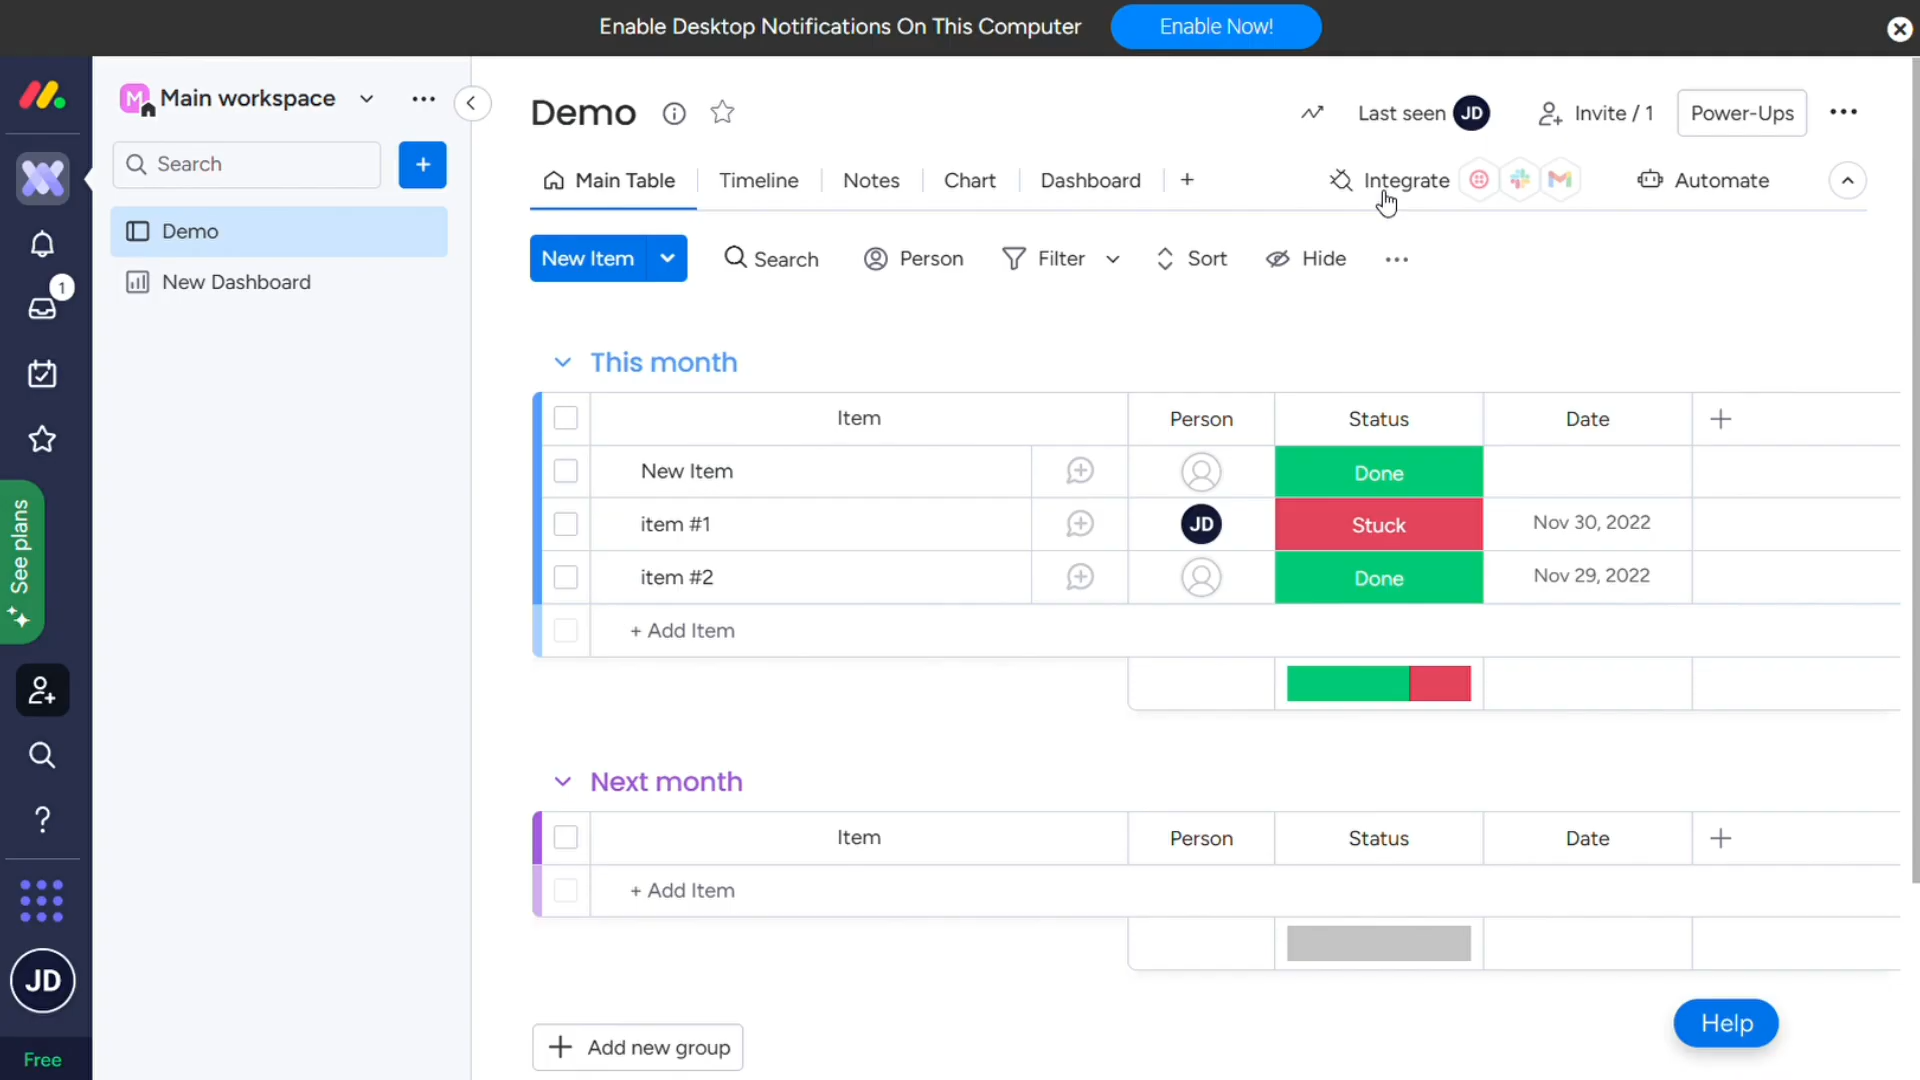 Enable Desktop Notifications On This Computer Enable Now!
M Main workspace
Search
Demo
New Dashboard
1
See plans
JD
Free
Demo
Last seen JD Invite / 1 Power-Ups
Main Table Timeline Notes Chart Dashboard + Integrate Automate
New Item Search Person Filter Sort Hide
This month
Item Person Status Date +
New Item Done
item #1 JD Stuck Nov 30, 2022
item #2 Done Nov 29, 2022
+ Add Item
Next month
Item Person Status Date +
+ Add Item
+ Add new group
Help